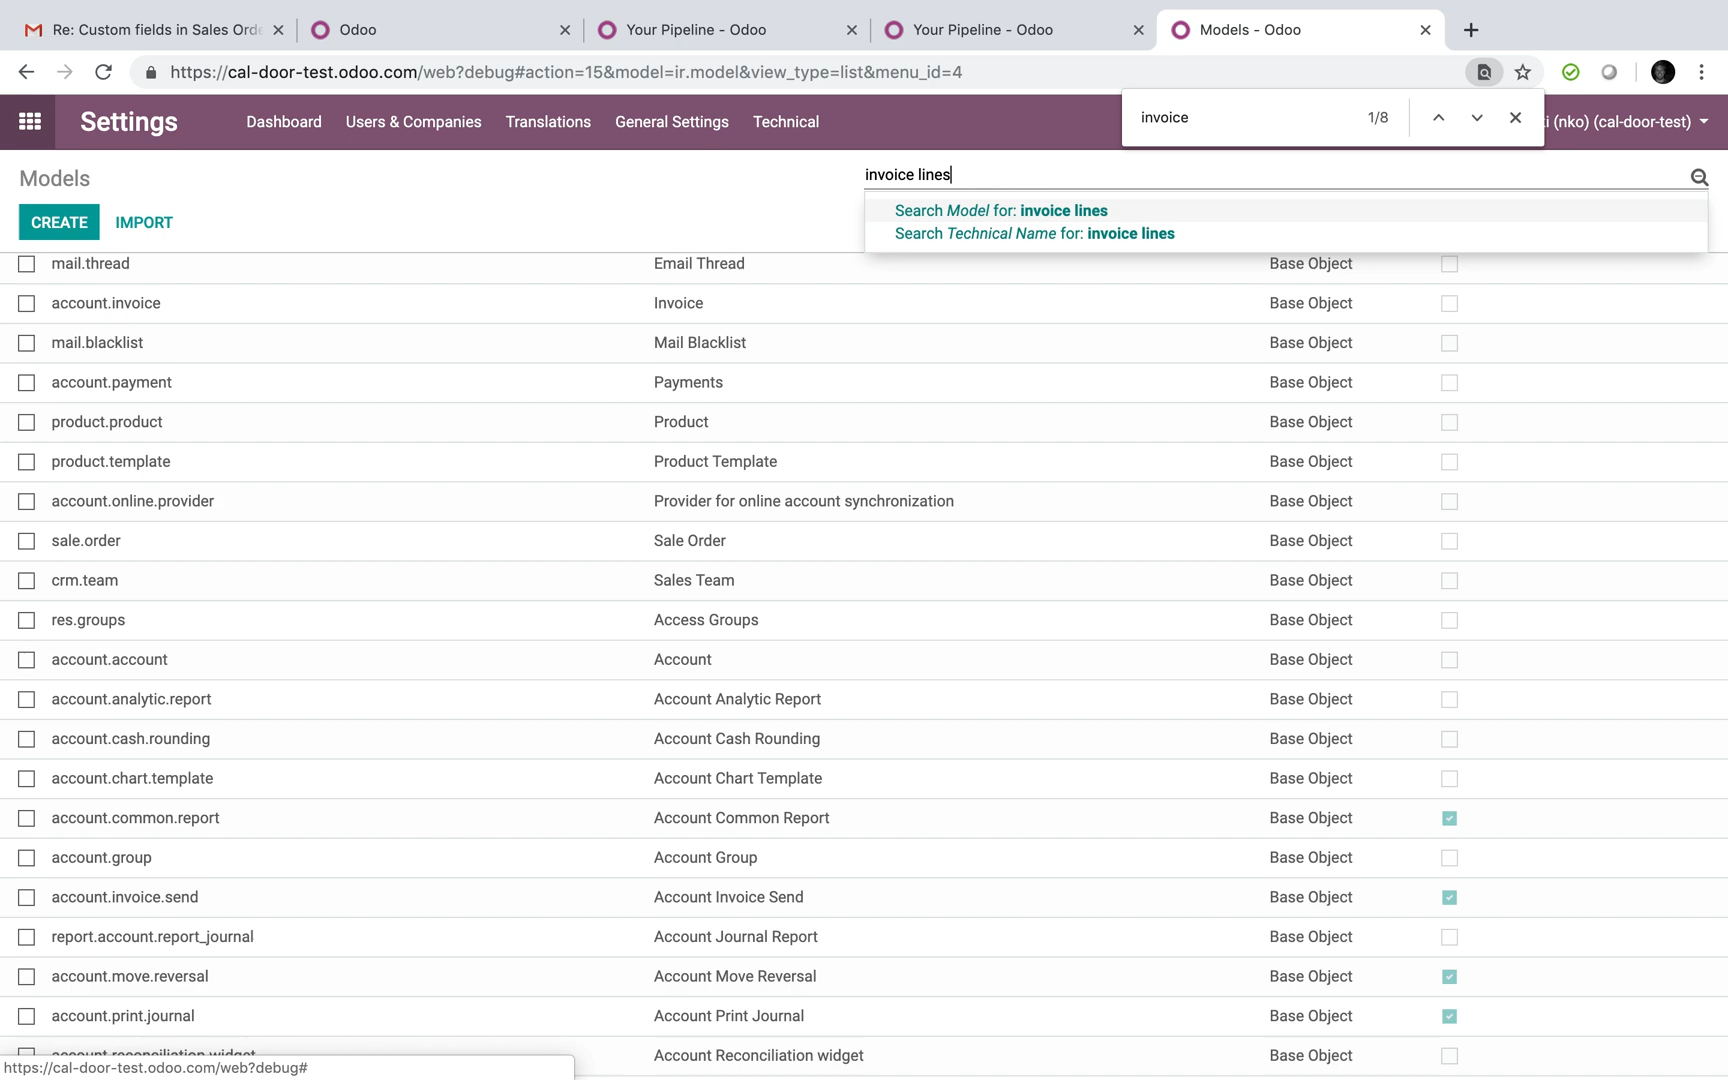 Re: Custom fields in Sales Orde
Odoo
Your Pipeline - Odoo
Your Pipeline - Odoo
Models - Odoo
https://cal-door-test.odoo.com/web?debug#action=15&model=ir.model&view_type=list&menu_id=4
Settings
Dashboard
Users & Companies
Translations
General Settings
Technical
invoice
1/8
i (nko) (cal-door-test)
Models
invoice lines
CREATE
IMPORT
Search Model for: invoice lines
Search Technical Name for: invoice lines
mail.thread Email Thread Base Object
account.invoice Invoice Base Object
mail.blacklist Mail Blacklist Base Object
account.payment Payments Base Object
product.product Product Base Object
product.template Product Template Base Object
account.online.provider Provider for online account synchronization Base Object
sale.order Sale Order Base Object
crm.team Sales Team Base Object
res.groups Access Groups Base Object
account.account Account Base Object
account.analytic.report Account Analytic Report Base Object
account.cash.rounding Account Cash Rounding Base Object
account.chart.template Account Chart Template Base Object
account.common.report Account Common Report Base Object
account.group Account Group Base Object
account.invoice.send Account Invoice Send Base Object
report.account.report_journal Account Journal Report Base Object
account.move.reversal Account Move Reversal Base Object
account.print.journal Account Print Journal Base Object
account.reconciliation.widget Account Reconciliation widget Base Object
https://cal-door-test.odoo.com/web?debug#